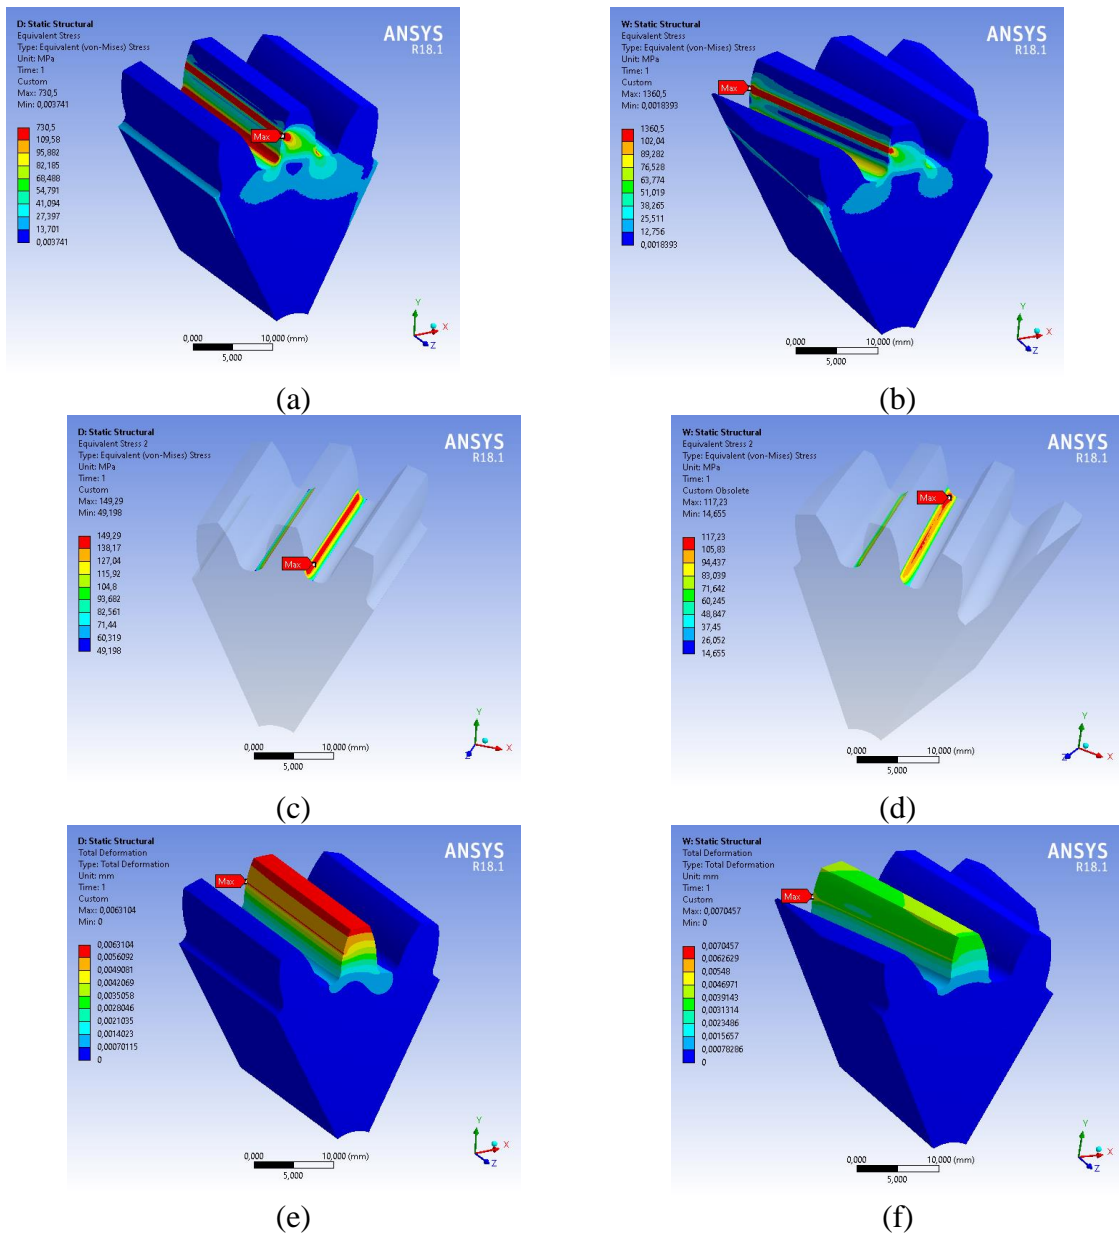 D: Static Structural
Equivalent Stress
Type: Equivalent (von-Mises) Stress
Unit: MPa
Time: 1
Custom
Max: 730,5
Min: 0,003741
ANSYS
R18.1
730,5
109,58
95,882
82,185
68,488
54,791
41,094
27,397
13,701
0,003741
Max
0,000
10,000 (mm)
5,000
Y
X
Z
(a)
W: Static Structural
Equivalent Stress
Type: Equivalent (von-Mises) Stress
Unit: MPa
Time: 1
Custom
Max: 1360,5
Min: 0,0018393
ANSYS
R18.1
1360,5
102,04
89,282
76,528
63,774
51,019
38,265
25,511
12,756
0,0018393
Max
0,000
10,000 (mm)
5,000
Y
X
Z
(b)
D: Static Structural
Equivalent Stress 2
Type: Equivalent (von-Mises) Stress
Unit: MPa
Time: 1
Custom
Max: 149,29
Min: 49,198
ANSYS
R18.1
149,29
138,17
127,04
115,92
104,8
93,682
82,561
71,44
60,319
49,198
Max
0,000
10,000 (mm)
5,000
Y
X
Z
(c)
W: Static Structural
Equivalent Stress 2
Type: Equivalent (von-Mises) Stress
Unit: MPa
Time: 1
Custom Obsolete
Max: 117,23
Min: 14,655
ANSYS
R18.1
117,23
105,83
94,437
83,039
71,642
60,245
48,847
37,45
26,052
14,655
Max
0,000
10,000 (mm)
5,000
Y
X
Z
(d)
D: Static Structural
Total Deformation
Type: Total Deformation
Unit: mm
Time: 1
Custom
Max: 0,0063104
Min: 0
ANSYS
R18.1
0,0063104
0,0056092
0,0049081
0,0042069
0,0035058
0,0028046
0,0021035
0,0014023
0,00070115
0
Max
0,000
10,000 (mm)
5,000
Y
X
Z
(e)
W: Static Structural
Total Deformation
Type: Total Deformation
Unit: mm
Time: 1
Custom
Max: 0,0070457
Min: 0
ANSYS
R18.1
0,0070457
0,0062629
0,00548
0,0046971
0,0039143
0,0031314
0,0023486
0,0015657
0,00078286
0
Max
0,000
10,000 (mm)
5,000
Y
X
Z
(f)